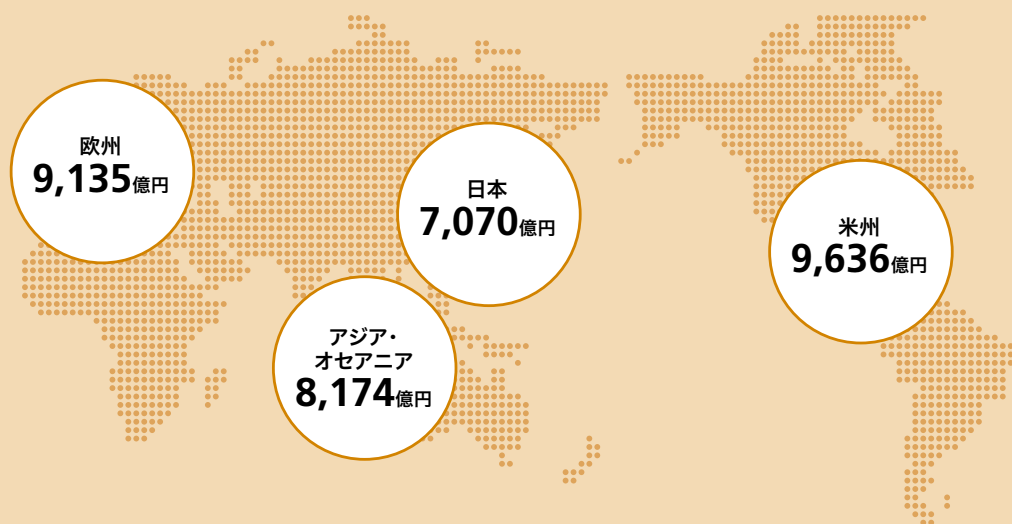 欧州
9,135億円
日本
7,070億円
米州
9,636億円
アジア・
オセアニア
8,174億円